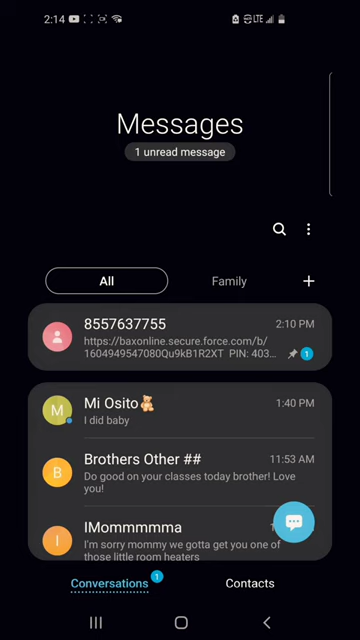 2:14
LTE
Messages
1 unread message
All
Family
8557637755
2:10 PM
https://baxonline.secure.force.com/b/
1604949547080Qu9kB1R2XT PIN: 403...
1
M
Mi Osito
1:40 PM
I did baby
B
Brothers Other ##
11:53 AM
Do good on your classes today brother! Love
you!
I
IMommmmma
I'm sorry mommy we gotta get you one of
those little room heaters
Conversations
1
Contacts